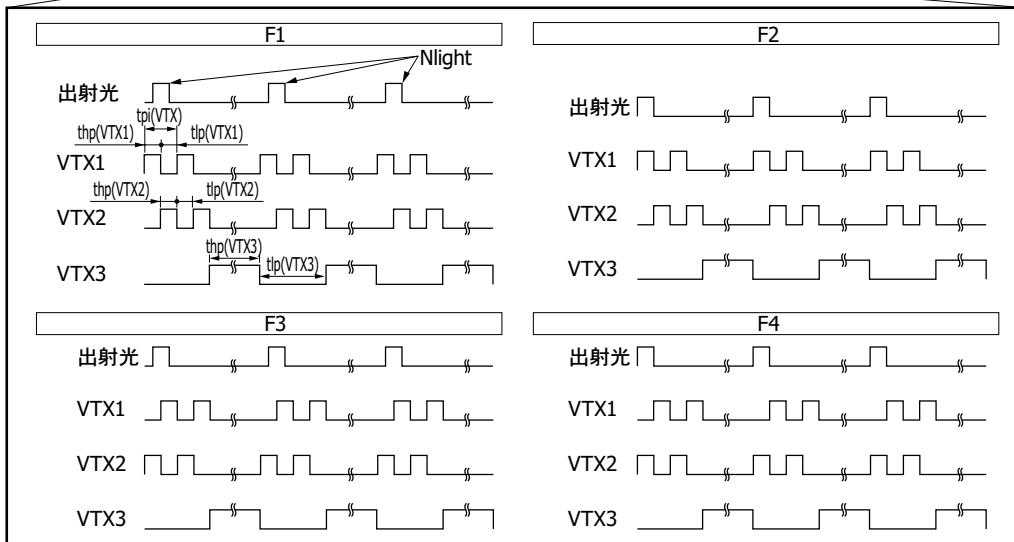 F1
Nlight
出射光
tpi(VTX)
thp(VTX1)
tlp(VTX1)
VTX1
thp(VTX2)
tlp(VTX2)
VTX2
thp(VTX3)
tlp(VTX3)
VTX3
F2
出射光
VTX1
VTX2
VTX3
F3
出射光
VTX1
VTX2
VTX3
F4
出射光
VTX1
VTX2
VTX3